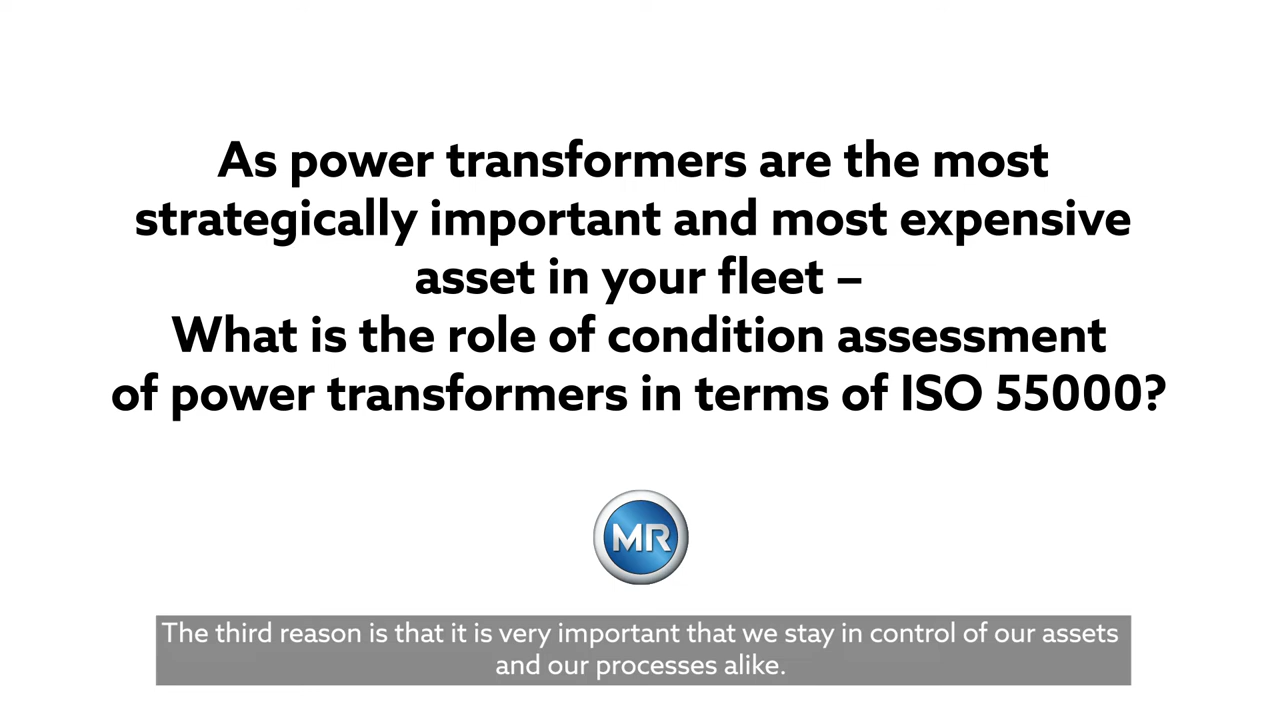 As power transformers are the most
strategically important and most expensive
asset in your fleet –
What is the role of condition assessment
of power transformers in terms of ISO 55000?
MR
The third reason is that it is very important that we stay in control of our assets
and our processes alike.